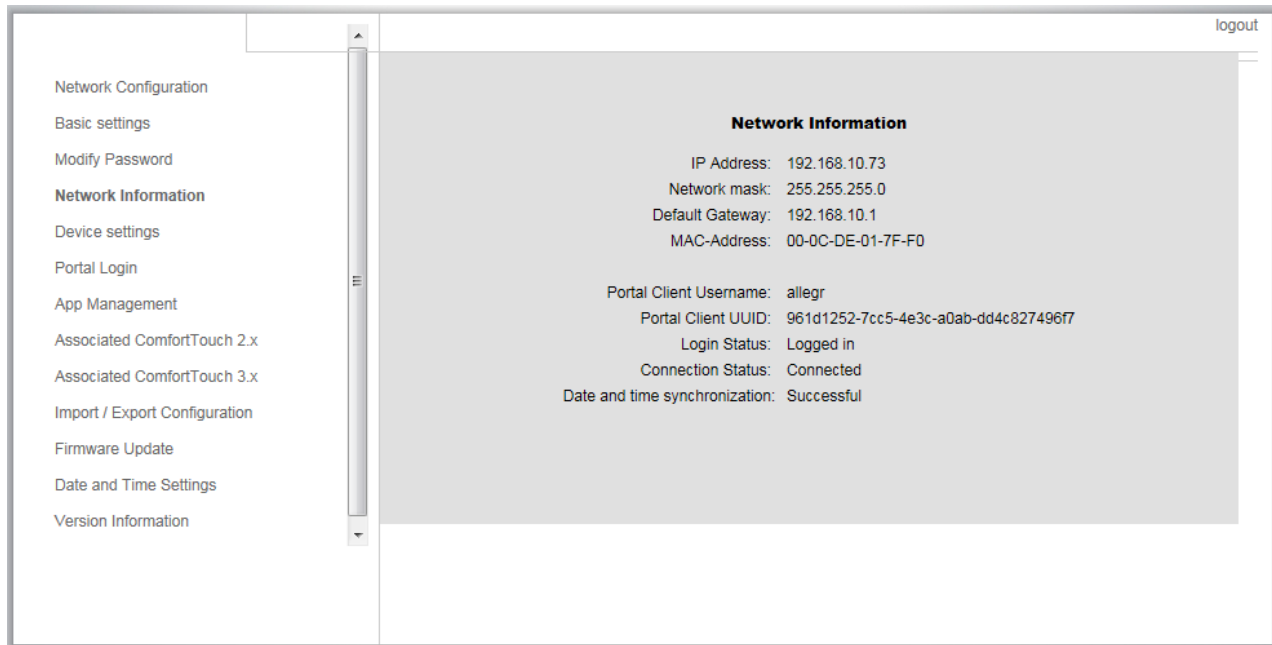 logout
Network Configuration
Basic settings
Modify Password
Network Information
Device settings
Portal Login
App Management
Associated ComfortTouch 2.x
Associated ComfortTouch 3.x
Import / Export Configuration
Firmware Update
Date and Time Settings
Version Information
Network Information
IP Address: 192.168.10.73
Network mask: 255.255.255.0
Default Gateway: 192.168.10.1
MAC-Address: 00-0C-DE-01-7F-F0
Portal Client Username: allegr
Portal Client UUID: 961d1252-7cc5-4e3c-a0ab-dd4c827496f7
Login Status: Logged in
Connection Status: Connected
Date and time synchronization: Successful